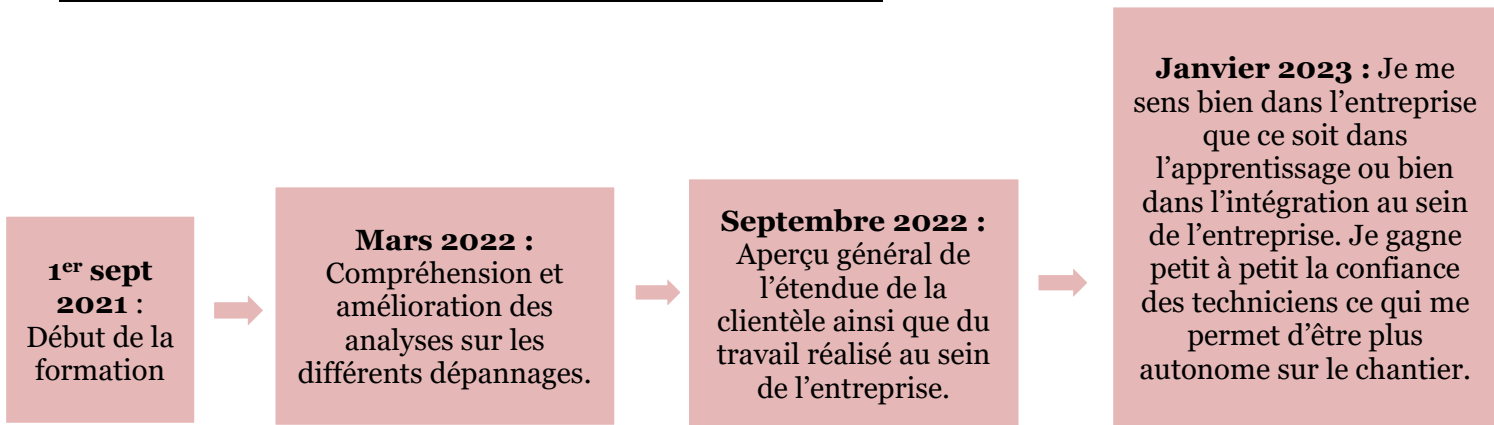 1er sept
2021 :
Début de la
formation
Mars 2022 :
Compréhension et
amélioration des
analyses sur les
différents dépannages.
Septembre 2022 :
Aperçu général de
l’étendue de la
clientèle ainsi que du
travail réalisé au sein
de l’entreprise.
Janvier 2023 : Je me
sens bien dans l’entreprise
que ce soit dans
l’apprentissage ou bien
dans l’intégration au sein
de l’entreprise. Je gagne
petit à petit la confiance
des techniciens ce qui me
permet d’être plus
autonome sur le chantier.